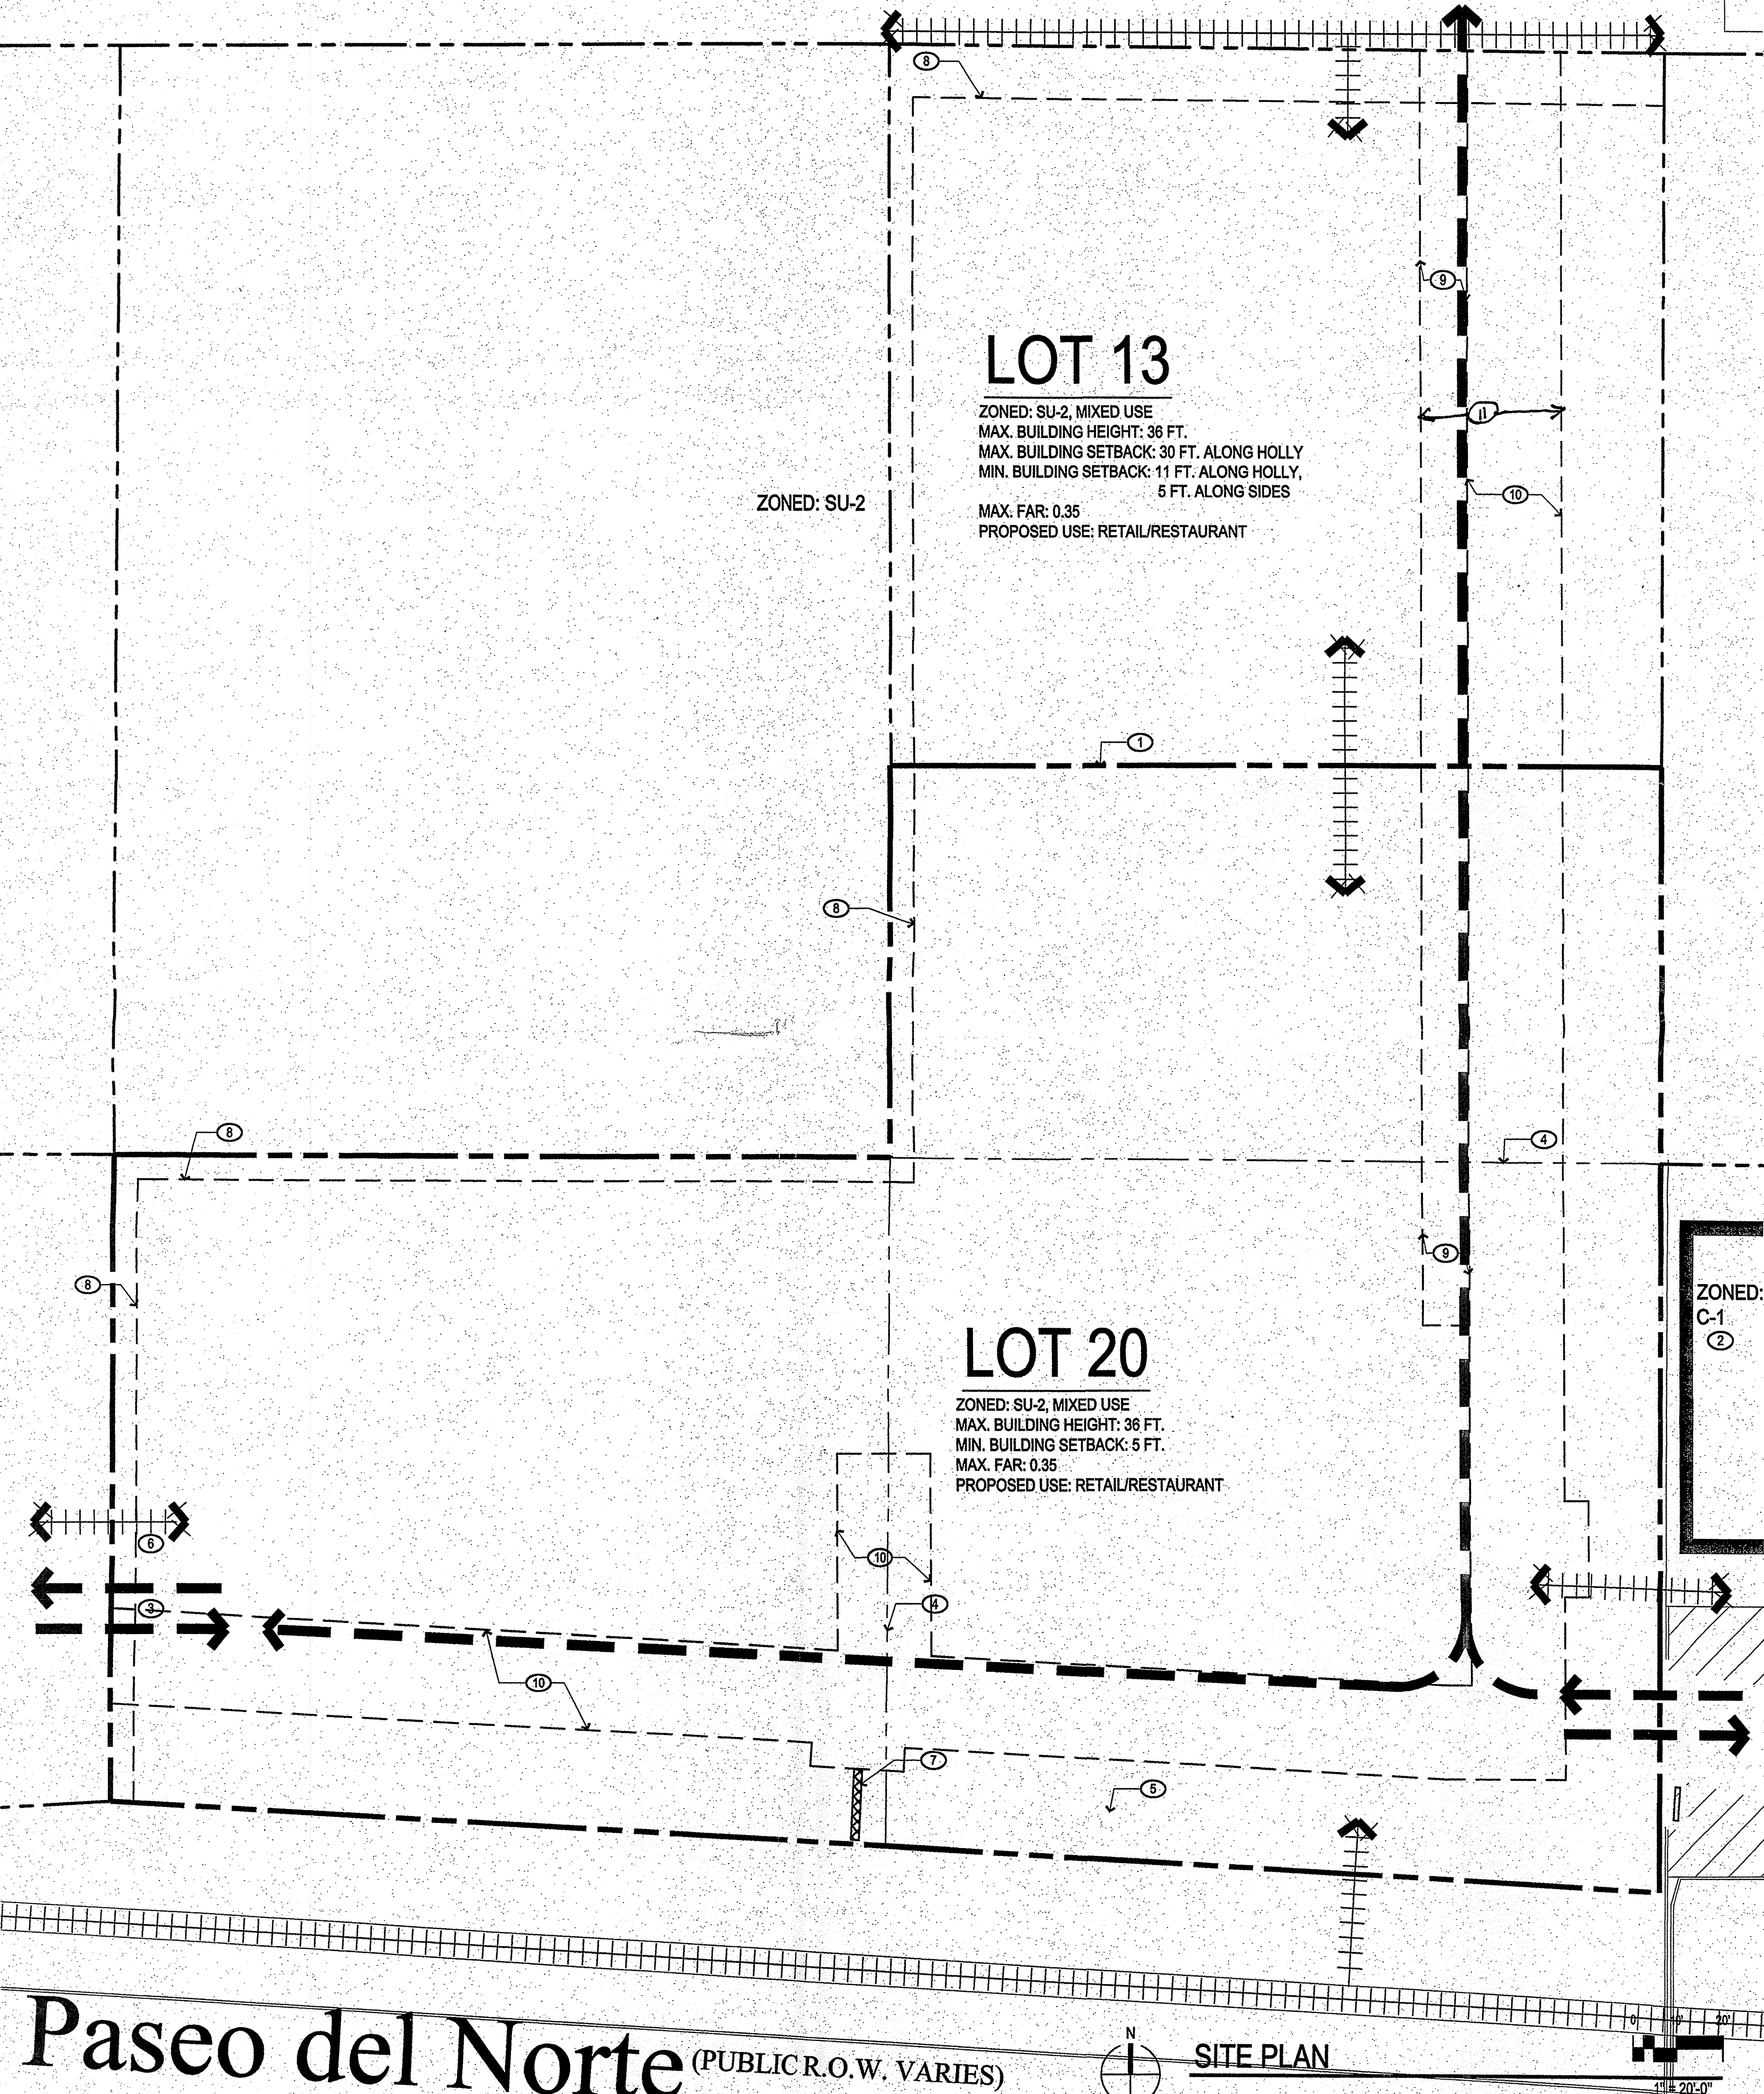 8
9
LOT 13
ZONED: SU-2, MIXED USE
MAX. BUILDING HEIGHT: 36 FT.
MAX. BUILDING SETBACK: 30 FT. ALONG HOLLY
MIN. BUILDING SETBACK: 11 FT. ALONG HOLLY,
5 FT. ALONG SIDES
MAX. FAR: 0.35
PROPOSED USE: RETAIL/RESTAURANT
11
10
ZONED: SU-2
1
8
8
4
9
8
ZONED:
C-1
2
LOT 20
ZONED: SU-2, MIXED USE
MAX. BUILDING HEIGHT: 36 FT.
MIN. BUILDING SETBACK: 5 FT.
MAX. FAR: 0.35
PROPOSED USE: RETAIL/RESTAURANT
6
10
3
4
10
7
5
Paseo del Norte (PUBLIC R.O.W. VARIES)
N
SITE PLAN
0 10' 20'
1" = 20'-0"